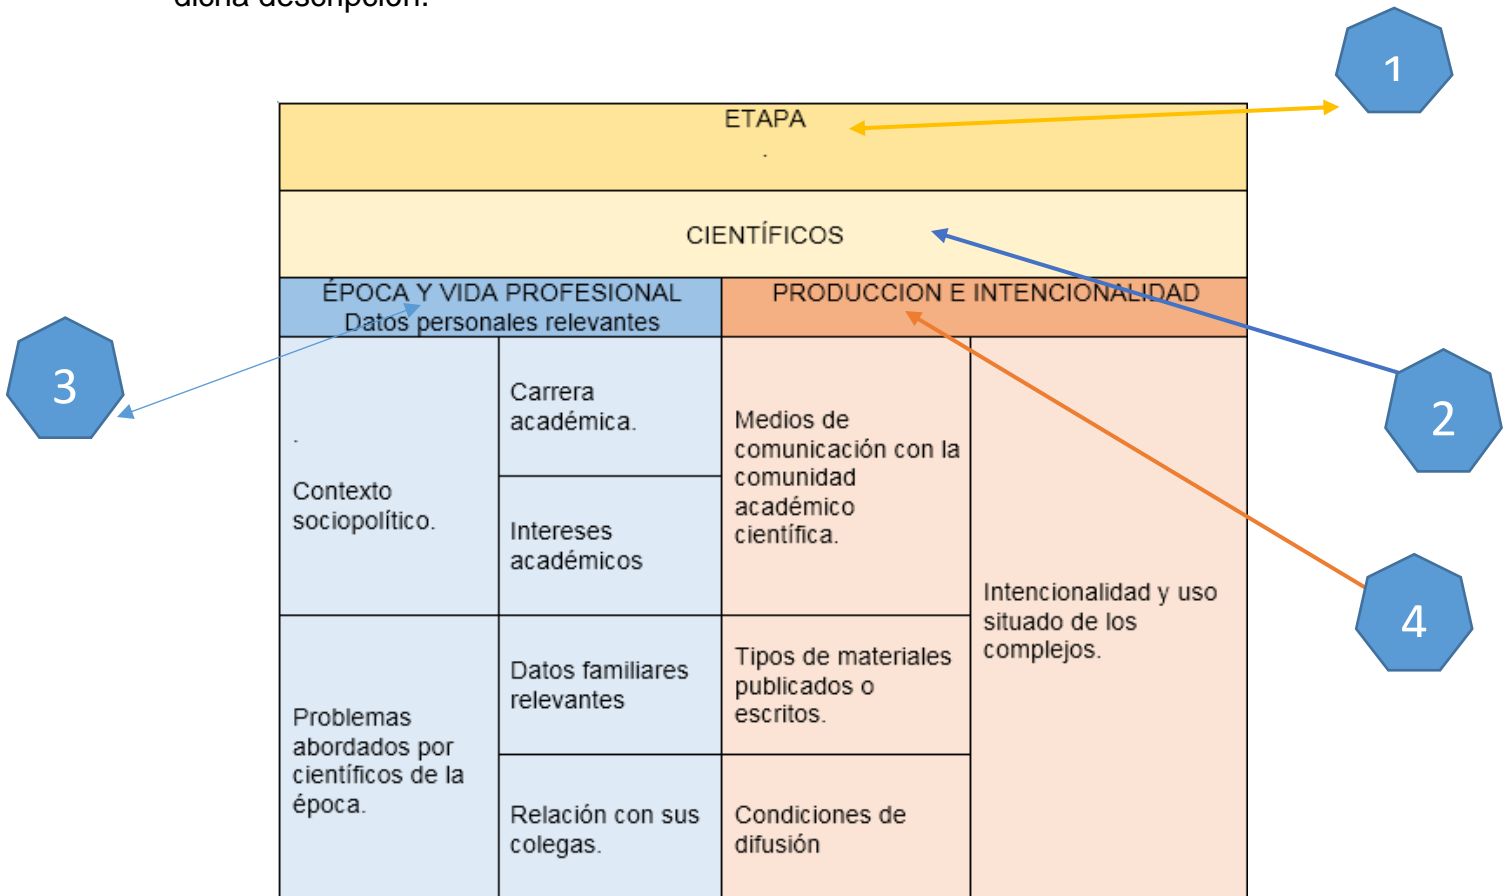 dicha descripción.
1
ETAPA
.
CIENTÍFICOS
ÉPOCA Y VIDA PROFESIONAL
Datos personales relevantes
PRODUCCION E INTENCIONALIDAD
3
2
4
.
Contexto
sociopolítico.
Carrera
académica.
Intereses
académicos
Medios de
comunicación con la
comunidad
académico
científica.
Intencionalidad y uso
situado de los
complejos.
Problemas
abordados por
científicos de la
época.
Datos familiares
relevantes
Relación con sus
colegas.
Tipos de materiales
publicados o
escritos.
Condiciones de
difusión